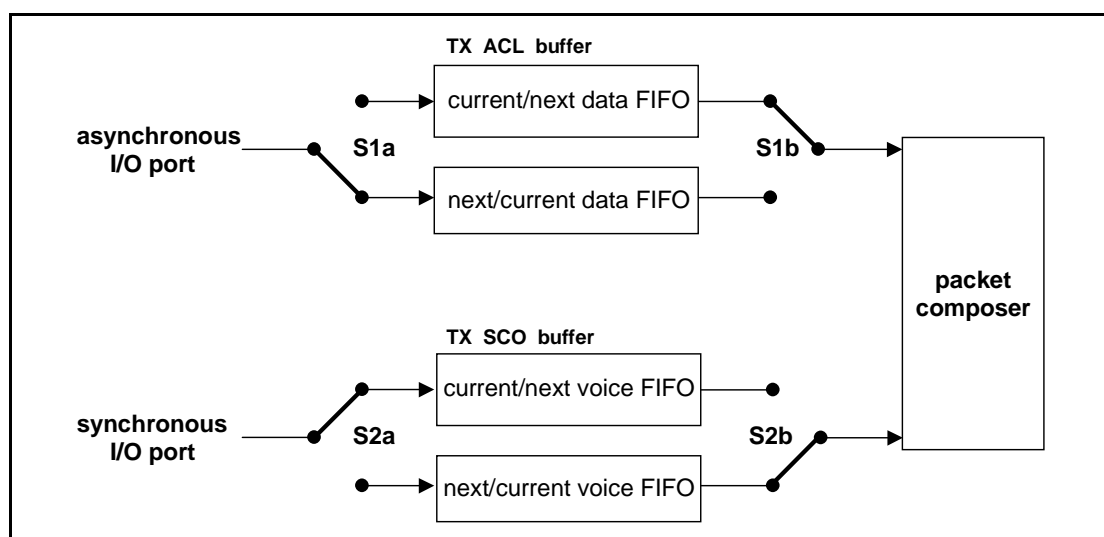 TX ACL buffer
current/next data FIFO
asynchronous
I/O port
S1a
S1b
next/current data FIFO
packet
composer
TX SCO buffer
current/next voice FIFO
synchronous
I/O port
S2a
S2b
next/current voice FIFO